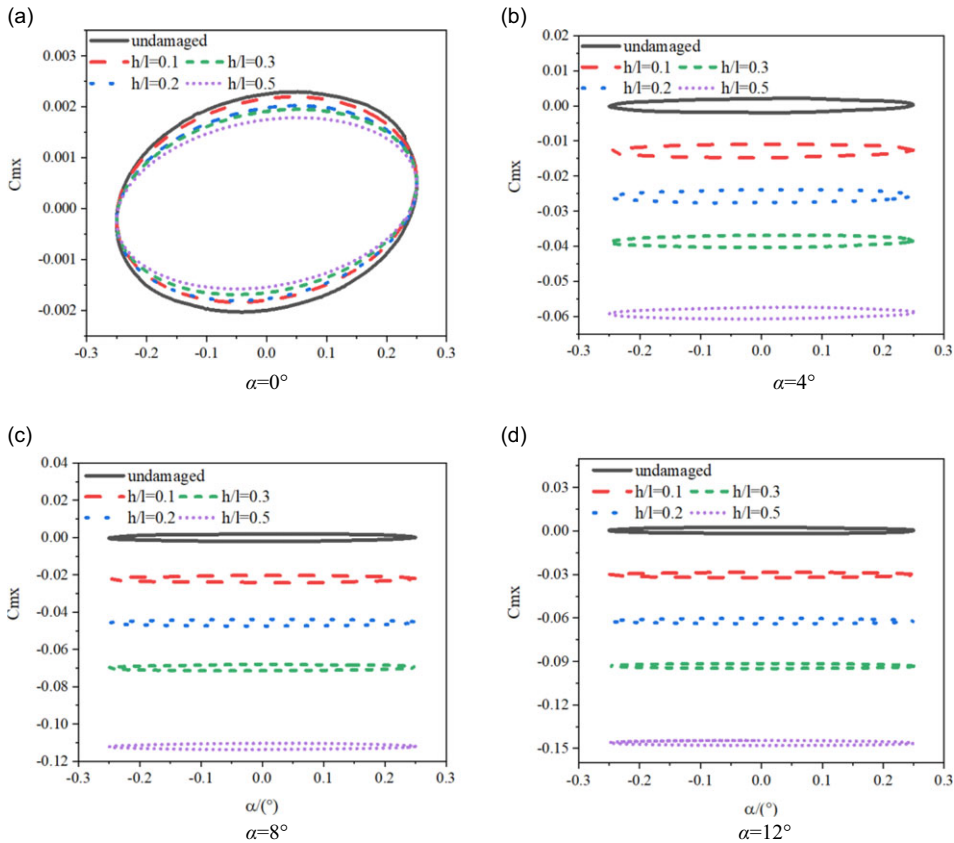 (a)
0.003
undamaged
h/l=0.1 h/l=0.3
h/l=0.2 h/l=0.5
0.002
0.001
0.000
-0.001
-0.002
Cmx
-0.3 -0.2 -0.1 0.0 0.1 0.2 0.3
α=0°
(b)
0.02
undamaged
h/l=0.1 h/l=0.3
h/l=0.2 h/l=0.5
0.00
-0.01
-0.02
-0.03
-0.04
-0.05
-0.06
Cmx
-0.3 -0.2 -0.1 0.0 0.1 0.2 0.3
α=4°
(c)
0.04
undamaged
h/l=0.1 h/l=0.3
h/l=0.2 h/l=0.5
0.02
0.00
-0.02
-0.04
-0.06
-0.08
-0.10
-0.12
Cmx
-0.3 -0.2 -0.1 0.0 0.1 0.2 0.3
α/(°)
α=8°
(d)
undamaged
0.03
h/l=0.1 h/l=0.3
h/l=0.2 h/l=0.5
0.00
-0.03
-0.06
-0.09
-0.12
-0.15
Cmx
-0.3 -0.2 -0.1 0.0 0.1 0.2 0.3
α/(°)
α=12°